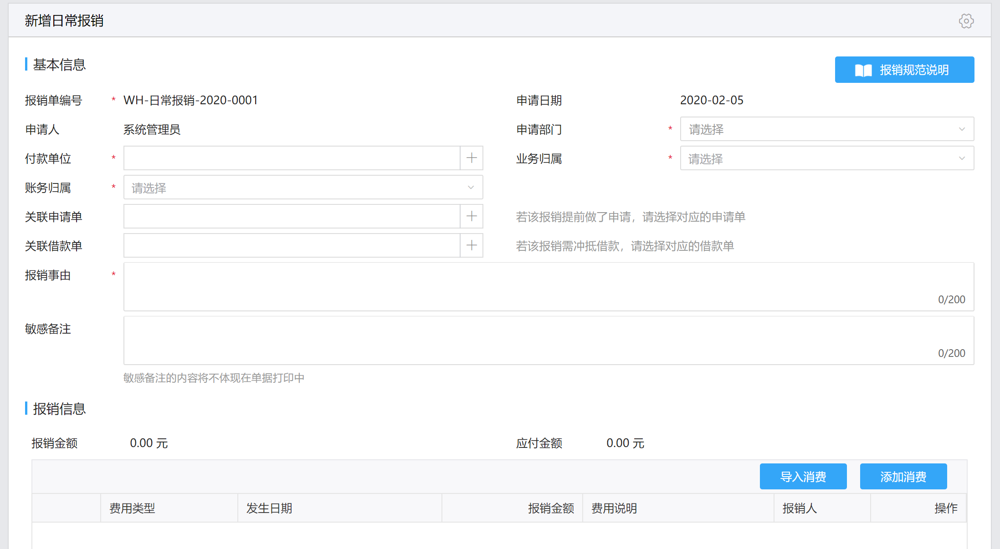 新增日常报销
基本信息
报销规范说明
报销单编号 * WH-日常报销-2020-0001 申请日期 2020-02-05
申请人 系统管理员 申请部门 * 请选择
付款单位 * 业务归属 * 请选择
账务归属 * 请选择
关联申请单 若该报销提前做了申请，请选择对应的申请单
关联借款单 若该报销需冲抵借款，请选择对应的借款单
报销事由 *
0/200
敏感备注
0/200
敏感备注的内容将不体现在单据打印中
报销信息
报销金额 0.00 元 应付金额 0.00 元
导入消费 添加消费
费用类型 发生日期 报销金额 费用说明 报销人 操作